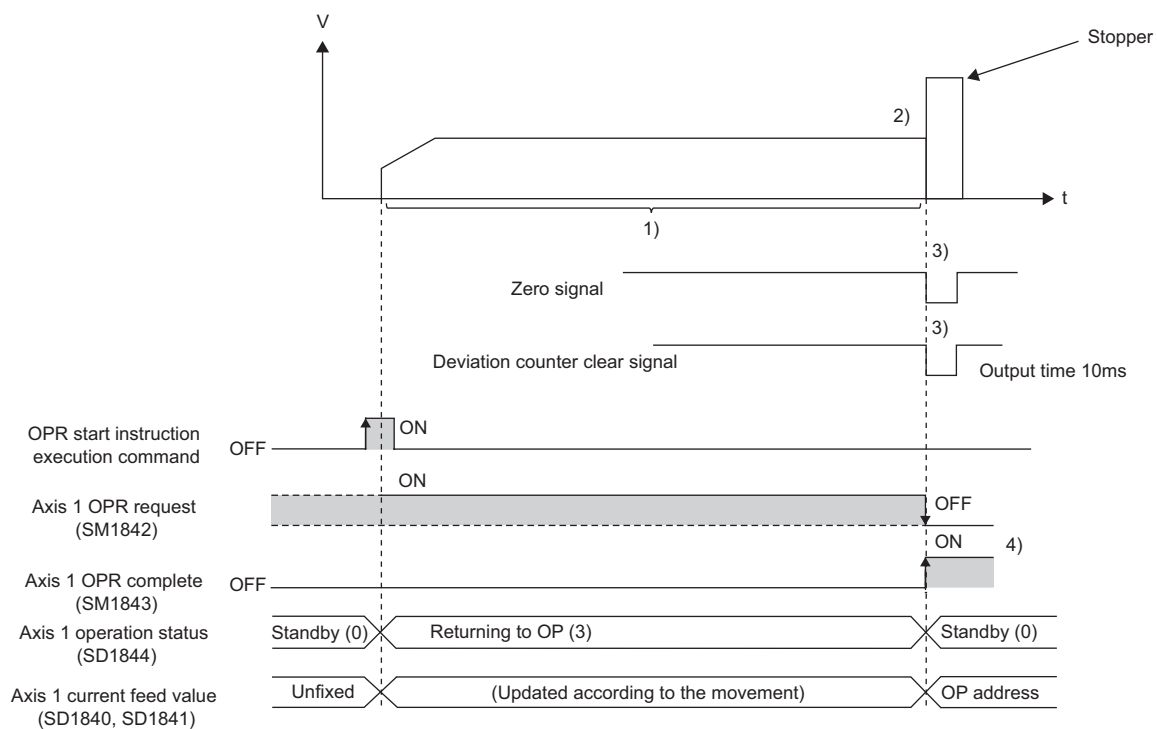 V
Stopper
2)
t
1)
3)
Zero signal
3)
Deviation counter clear signal
Output time 10ms
OPR start instruction
execution command
OFF
ON
ON
Axis 1 OPR request
(SM1842)
OFF
ON
4)
Axis 1 OPR complete
(SM1843)
OFF
Axis 1 operation status
(SD1844)
Standby (0)
Returning to OP (3)
Standby (0)
Axis 1 current feed value
(SD1840, SD1841)
Unfixed
(Updated according to the movement)
OP address